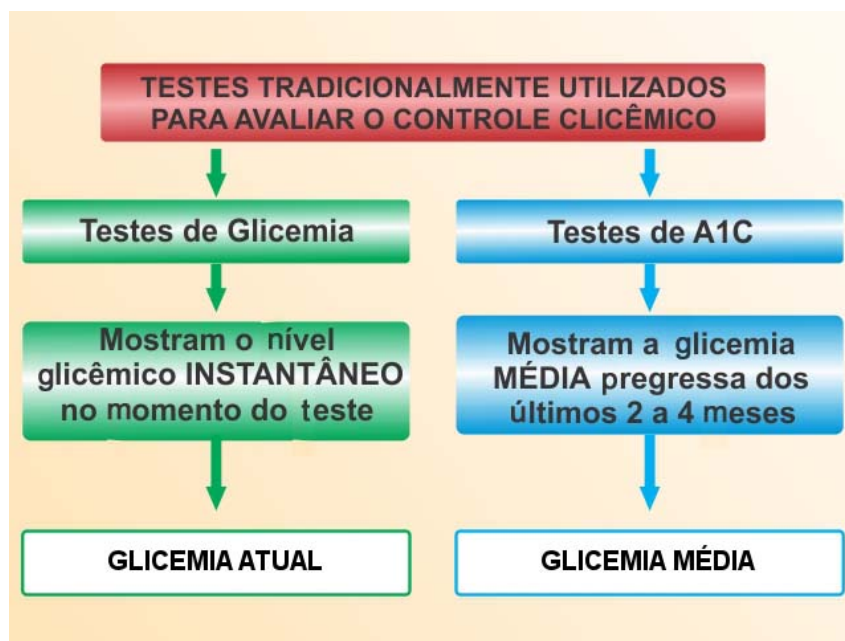 TESTES TRADICIONALMENTE UTILIZADOS
PARA AVALIAR O CONTROLE CLICÊMICO
Testes de Glicemia
Testes de A1C
Mostram o nível
glicêmico INSTANTÂNEO
no momento do teste
Mostram a glicemia
MÉDIA pregressa dos
últimos 2 a 4 meses
GLICEMIA ATUAL
GLICEMIA MÉDIA